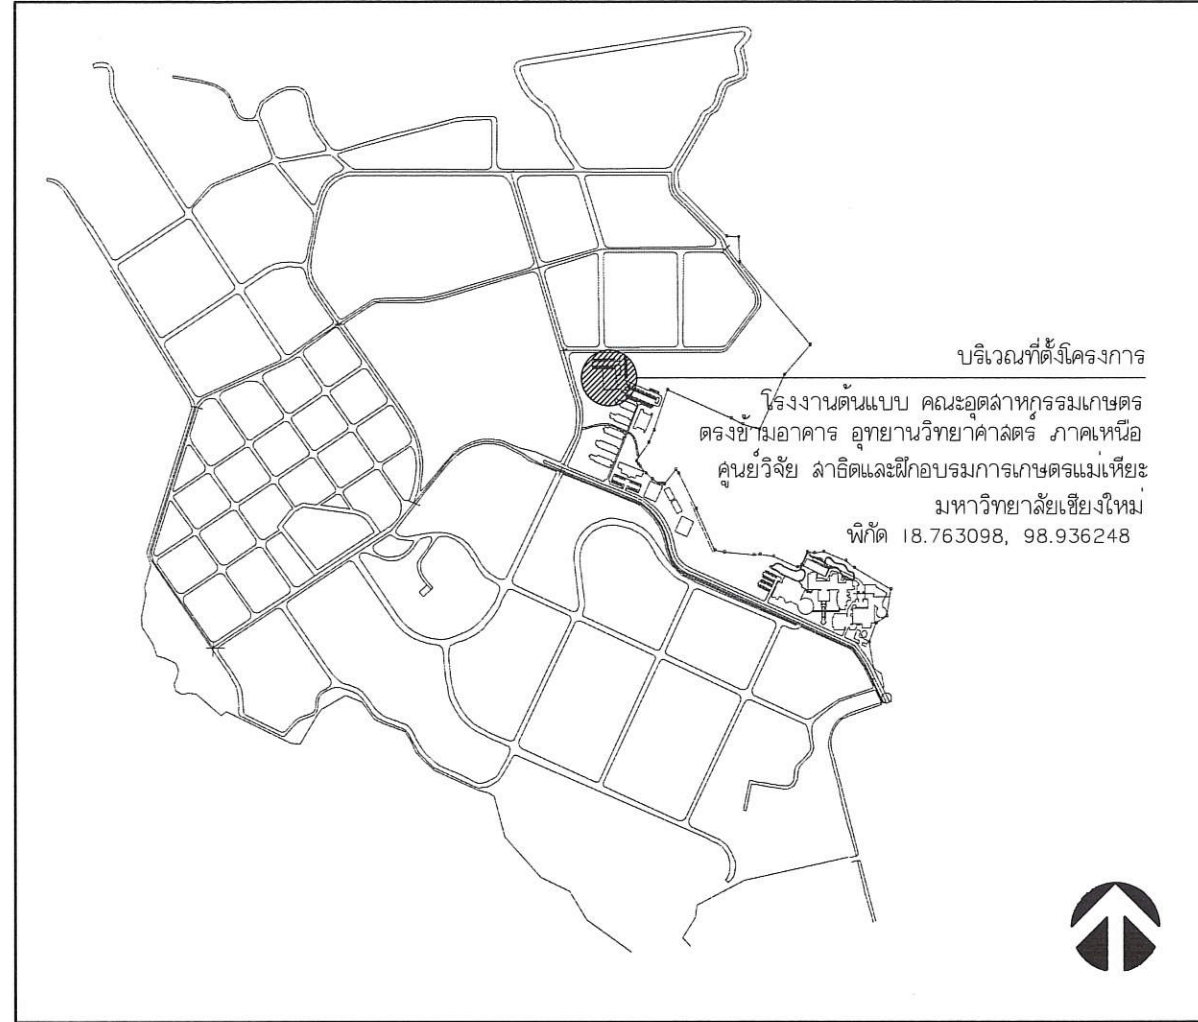 บริเวณที่ตั้งโครงการ
โรงงานต้นแบบ คณะอุตสาหกรรมเกษตร
ตรงข้ามอาคาร อุทยานวิทยาศาสตร์ ภาคเหนือ
ศูนย์วิจัย สาธิตและฝึกอบรมการเกษตรแม่เหียะ
มหาวิทยาลัยเชียงใหม่
พิกัด 18.763098, 98.936248